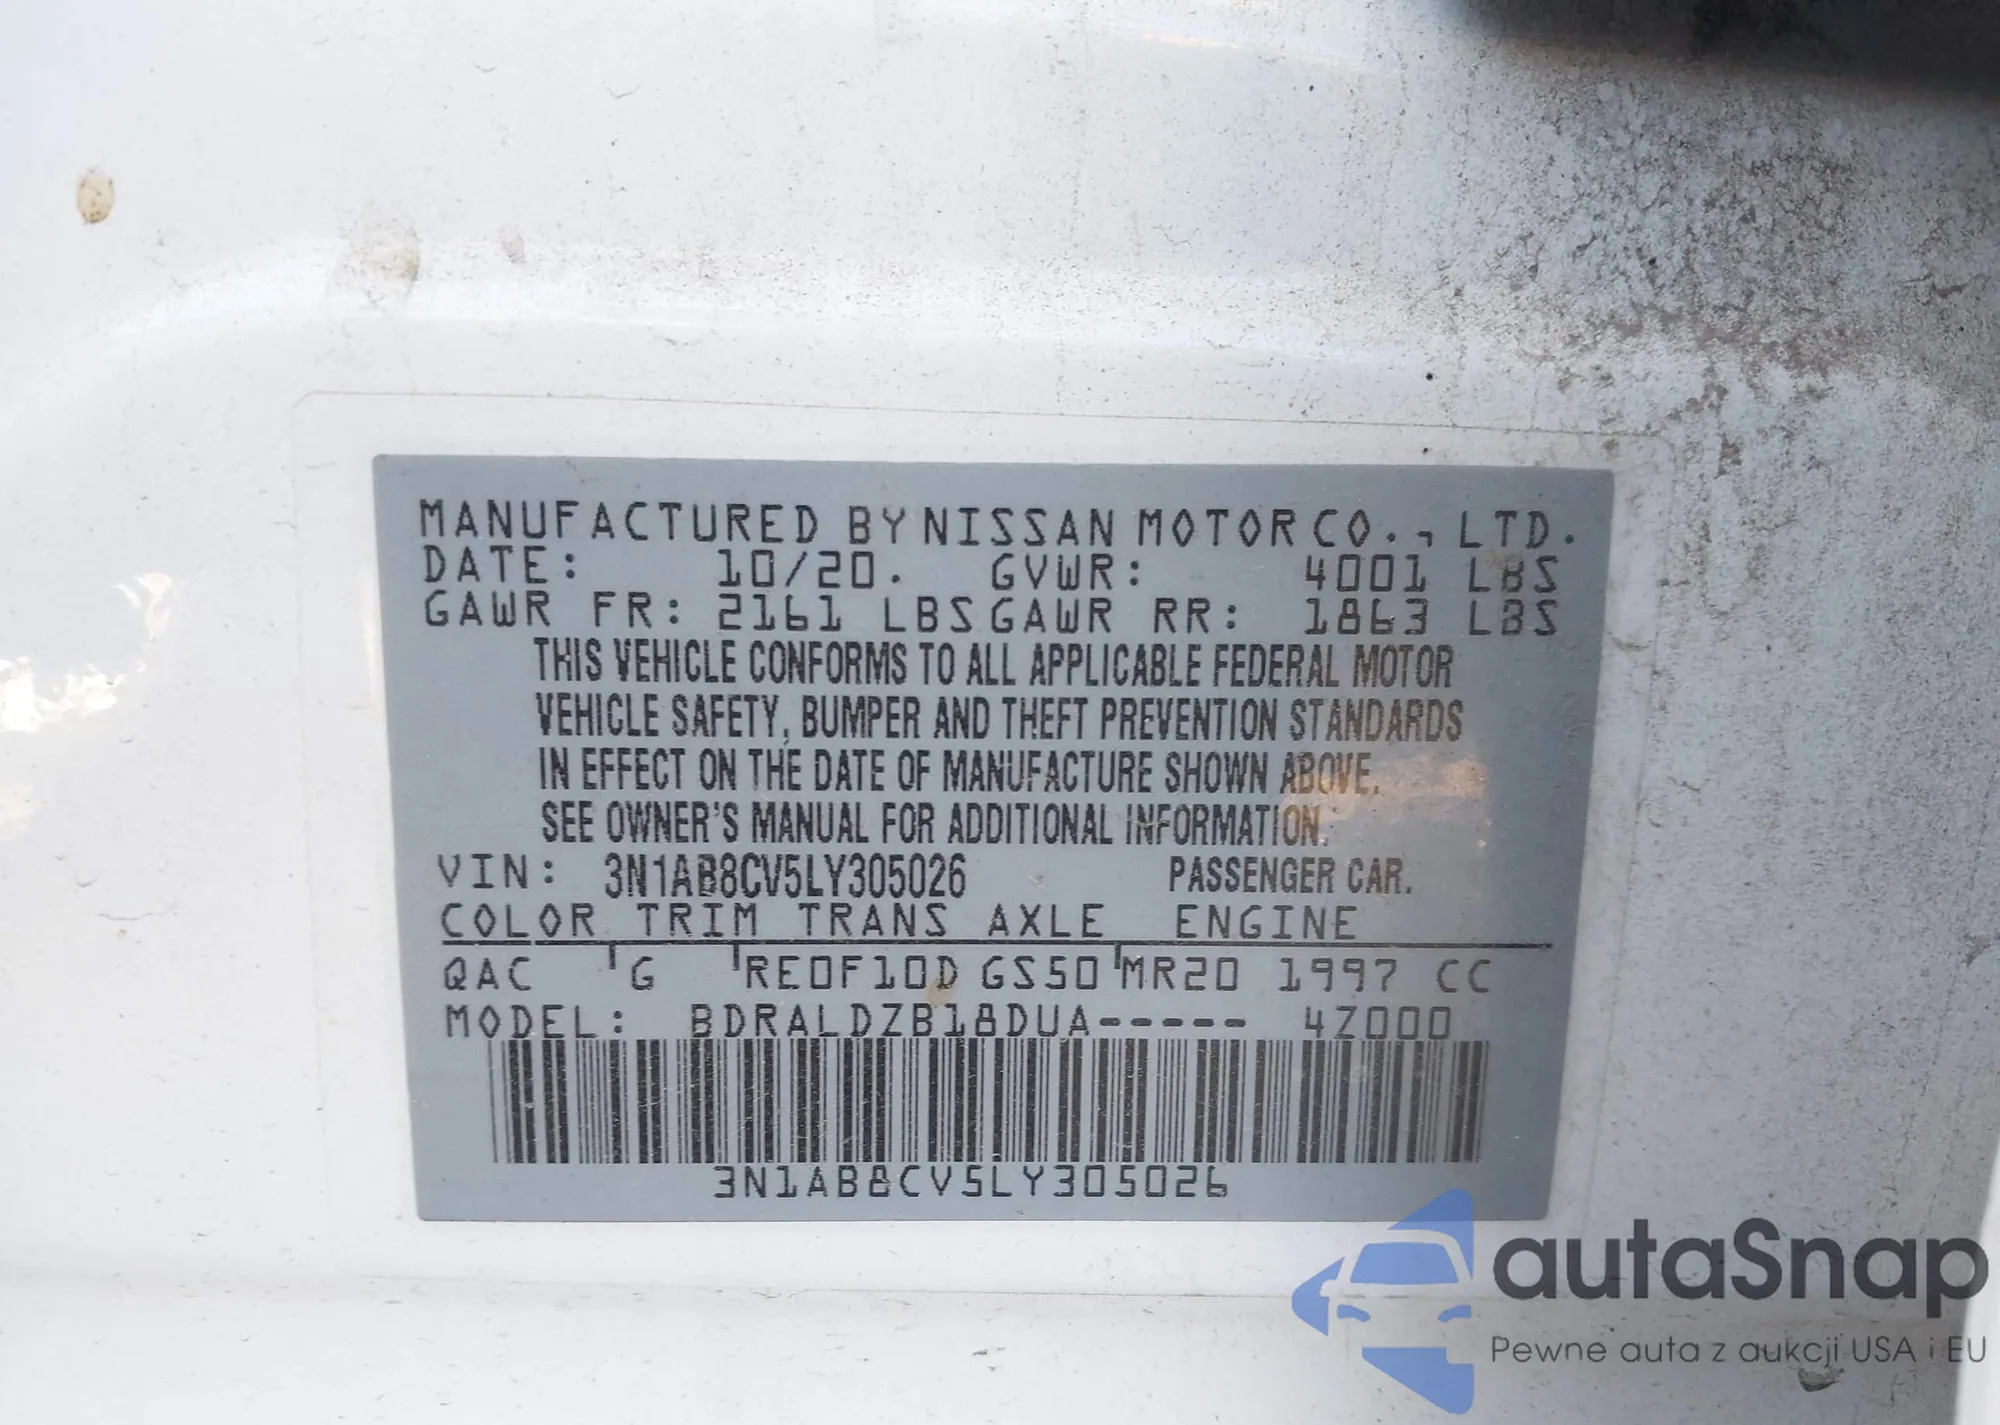 MANUFACTURED BY NISSAN MOTOR CO., LTD.
DATE: 10/20. GVWR: 4001 LBS
GAWR FR: 2161 LBS GAWR RR: 1863 LBS
THIS VEHICLE CONFORMS TO ALL APPLICABLE FEDERAL MOTOR
VEHICLE SAFETY, BUMPER AND THEFT PREVENTION STANDARDS
IN EFFECT ON THE DATE OF MANUFACTURE SHOWN ABOVE.
SEE OWNER'S MANUAL FOR ADDITIONAL INFORMATION.
VIN: 3N1AB8CV5LY305026 PASSENGER CAR.
COLOR TRIM TRANS AXLE ENGINE
QAC G RE0F10D GS50 MR20 1997 CC
MODEL: BDRALDZB18DUA----- 4Z000
3N1AB8CV5LY305026
autaSnap
Pewne auta z aukcji USA i EU